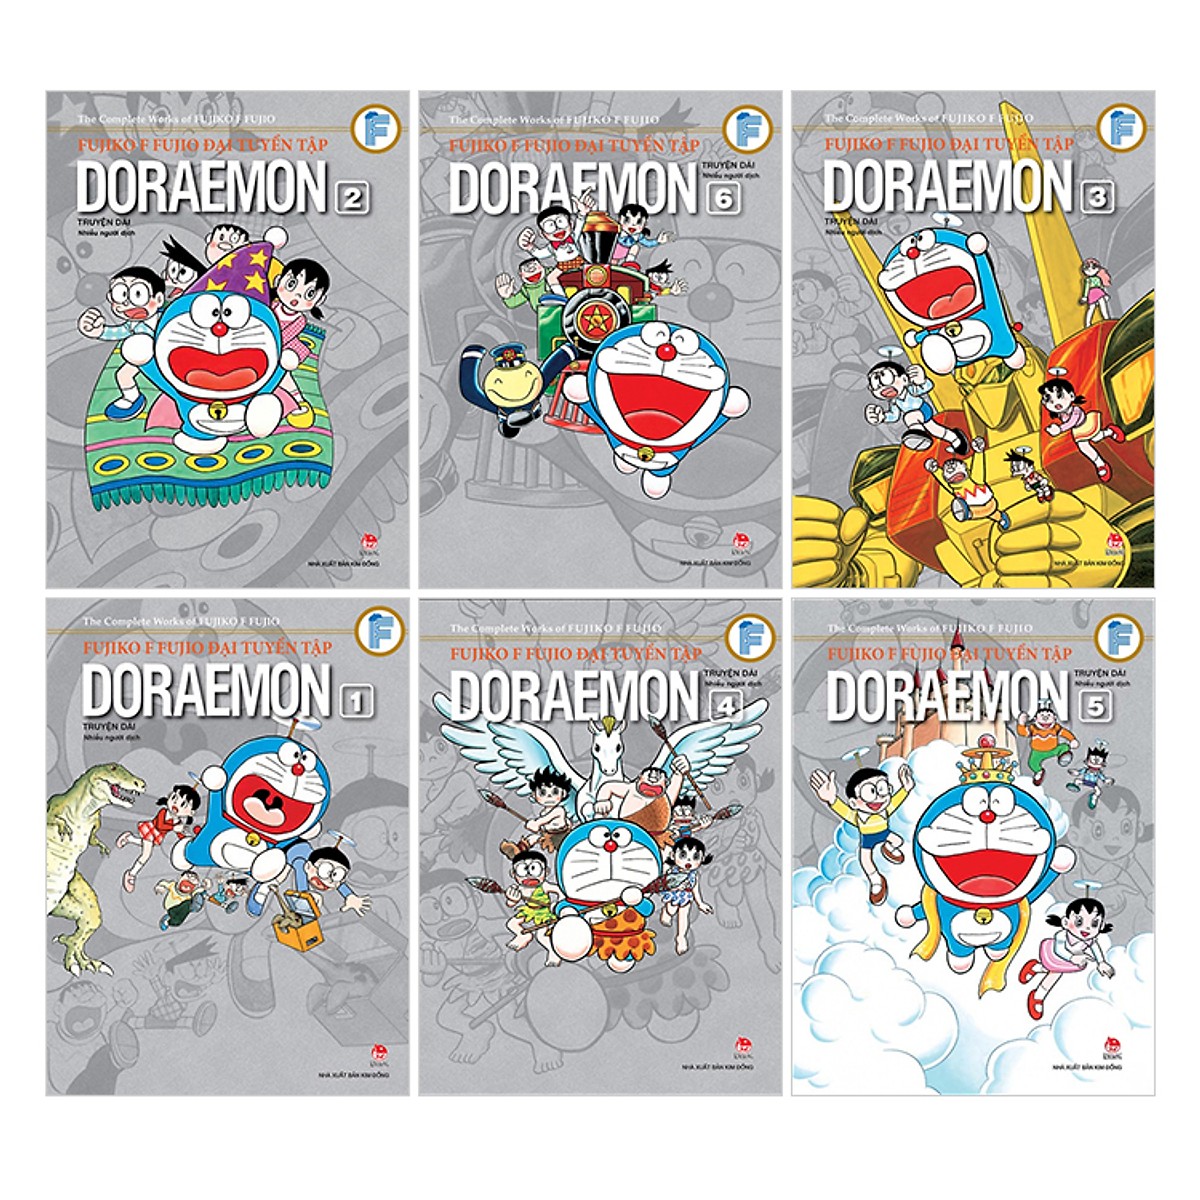 The Complete Works of FUJIKO F FUJIO
FUJIKO F FUJIO ĐẠI TUYỂN TẬP
DORAEMON 2
TRUYỆN DÀI
Nhiều người dịch
NHÀ XUẤT BẢN KIM ĐỒNG
The Complete Works of FUJIKO F FUJIO
FUJIKO F FUJIO ĐẠI TUYỂN TẬP
TRUYỆN DÀI
Nhiều người dịch
DORAEMON 6
NHÀ XUẤT BẢN KIM ĐỒNG
The Complete Works of FUJIKO F FUJIO
FUJIKO F FUJIO ĐẠI TUYỂN TẬP
DORAEMON 3
TRUYỆN DÀI
Nhiều người dịch
NHÀ XUẤT BẢN KIM ĐỒNG
The Complete Works of FUJIKO F FUJIO
FUJIKO F FUJIO ĐẠI TUYỂN TẬP
DORAEMON 1
TRUYỆN DÀI
Nhiều người dịch
NHÀ XUẤT BẢN KIM ĐỒNG
The Complete Works of FUJIKO F FUJIO
FUJIKO F FUJIO ĐẠI TUYỂN TẬP
TRUYỆN DÀI
Nhiều người dịch
DORAEMON 4
NHÀ XUẤT BẢN KIM ĐỒNG
The Complete Works of FUJIKO F FUJIO
FUJIKO F FUJIO ĐẠI TUYỂN TẬP
TRUYỆN DÀI
Nhiều người dịch
DORAEMON 5
NHÀ XUẤT BẢN KIM ĐỒNG